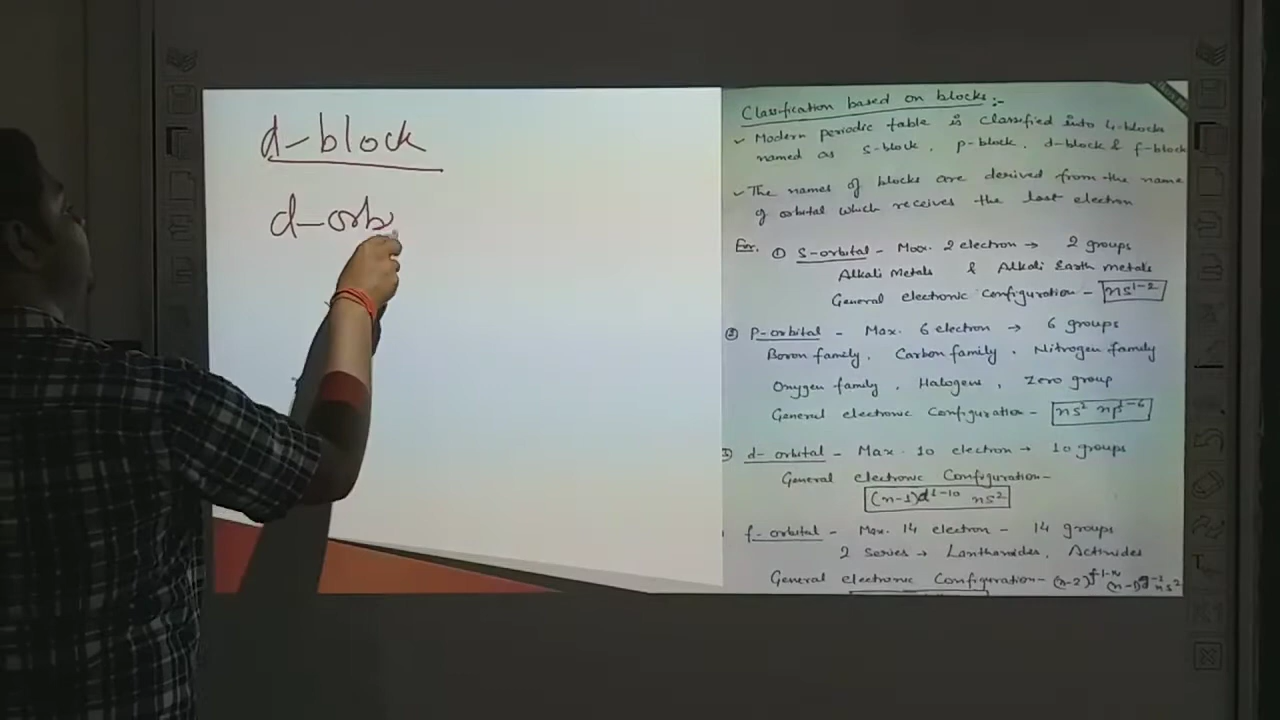 d-block
d-orb
Classification based on blocks:-
✓ Modern periodic table is classified into 4-blocks
named as s-block, p-block, d-block & f-block
✓ The names of blocks are derived from the name
of orbital which receives the last electron
① S-orbital - Max. 2 electron → 2 groups
Alkali Metals & Alkali Earth metals
General electronic configuration - ns¹⁻²
② P-orbital - Max. 6 electron → 6 groups
Boron family, Carbon family, Nitrogen family
Oxygen family, Halogens, Zero group
General electronic configuration - ns² np¹⁻⁶
d-orbital - Max. 10 electron → 10 groups
General electronic Configuration-
(n-1)d¹⁻¹⁰ ns²
f-orbital - Max. 14 electron - 14 groups
2 series → Lanthanides, Actinides
General electronic Configuration-
T